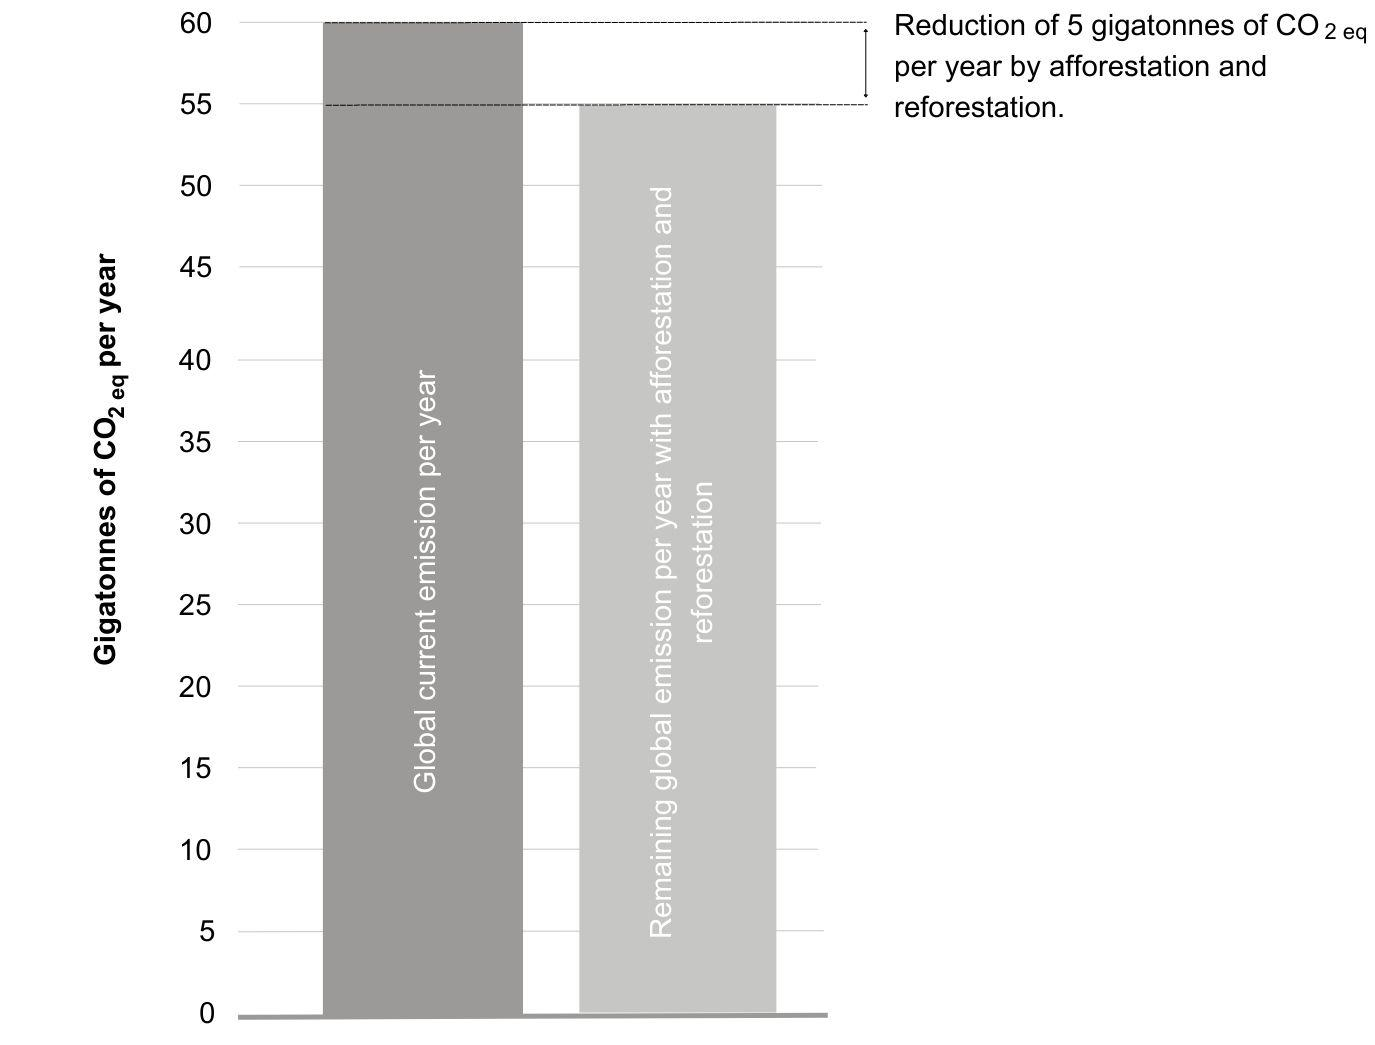 60
55
50
45
40
35
30
25
20
15
10
5
0
Gigatonnes of CO2 eq per year
Global current emission per year
Remaining global emission per year with afforestation and
reforestation
Reduction of 5 gigatonnes of CO 2 eq
per year by afforestation and
reforestation.